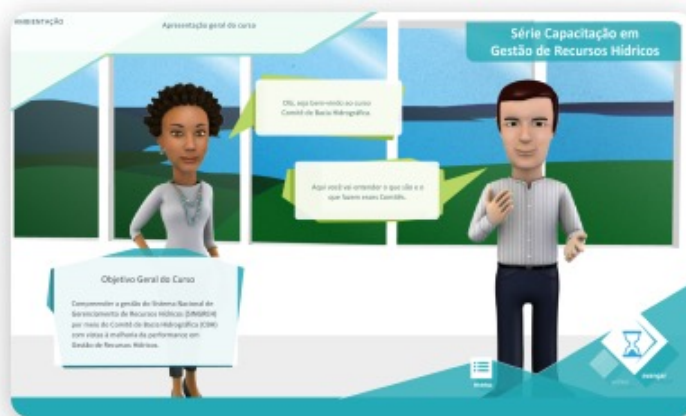 AMBIENTAÇÃO
Apresentação geral do curso
Série Capacitação em
Gestão de Recursos Hídricos
Olá, seja bem-vindo ao curso
Comitê de Bacia Hidrográfica.
Aqui você vai entender o que são e o
que fazem esses Comitês.
Objetivo Geral do Curso
Compreender a gestão do Sistema Nacional de
Gerenciamento de Recursos Hídricos (SINGREH)
por meio do Comitê de Bacia Hidrográfica (CBH)
com vistas à melhoria da performance em
Gestão de Recursos Hídricos.
avançar